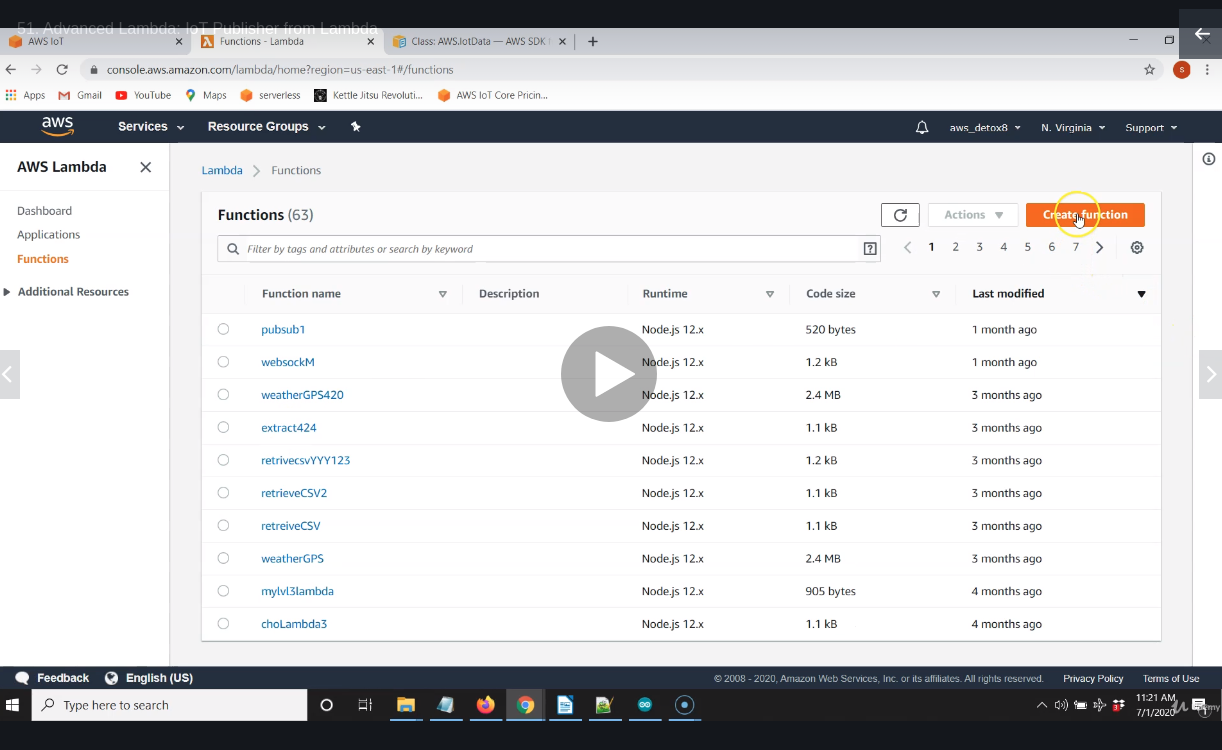 51. Advanced Lambda: IoT Publisher from Lambda
AWS IoT
Functions - Lambda
Class: AWS.IotData — AWS SDK
console.aws.amazon.com/lambda/home?region=us-east-1#/functions
S
Apps
Gmail
YouTube
Maps
serverless
Kettle Jitsu Revoluti...
AWS IoT Core Pricin...
aws
Services
Resource Groups
aws_detox8
N. Virginia
Support
AWS Lambda
Dashboard
Applications
Functions
Additional Resources
Lambda > Functions
Functions (63)
Actions
Create function
Filter by tags and attributes or search by keyword
1 2 3 4 5 6 7
Function name Description Runtime Code size Last modified
pubsub1 Node.js 12.x 520 bytes 1 month ago
websockM Node.js 12.x 1.2 kB 1 month ago
weatherGPS420 Node.js 12.x 2.4 MB 3 months ago
extract424 Node.js 12.x 1.1 kB 3 months ago
retrivecsvYYY123 Node.js 12.x 1.2 kB 3 months ago
retrieveCSV2 Node.js 12.x 1.1 kB 3 months ago
retreiveCSV Node.js 12.x 1.1 kB 3 months ago
weatherGPS Node.js 12.x 2.4 MB 3 months ago
mylvl3lambda Node.js 12.x 905 bytes 4 months ago
choLambda3 Node.js 12.x 1.1 kB 4 months ago
Feedback
English (US)
© 2008 - 2020, Amazon Web Services, Inc. or its affiliates. All rights reserved.
Privacy Policy
Terms of Use
Type here to search
11:21 AM
7/1/2020